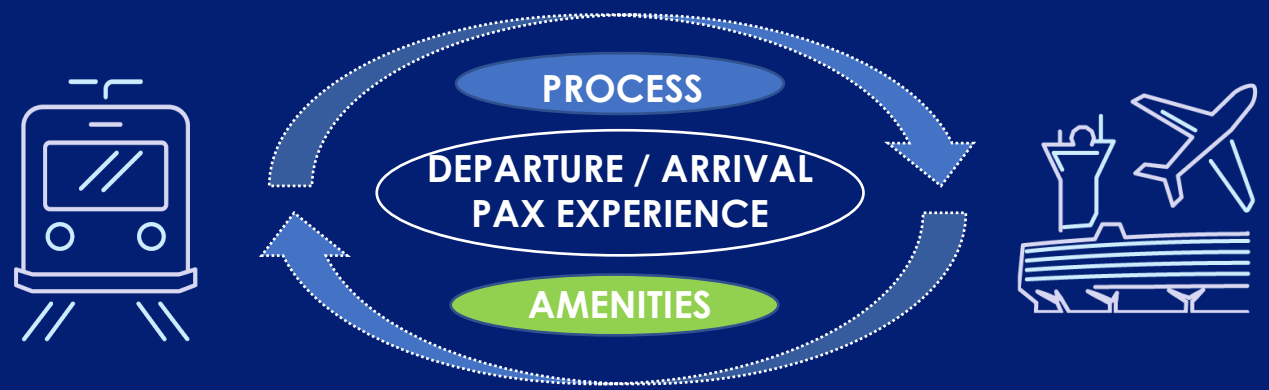 PROCESS
DEPARTURE / ARRIVAL
PAX EXPERIENCE
AMENITIES